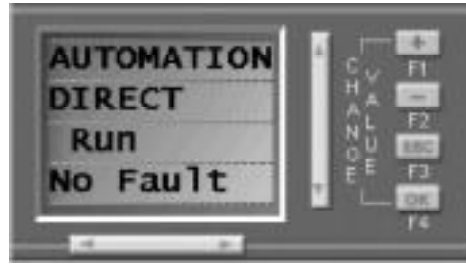 AUTOMATION
DIRECT
Run
No Fault
CHANGE
VALUE
+
F1
-
F2
ESC
F3
OK
F4